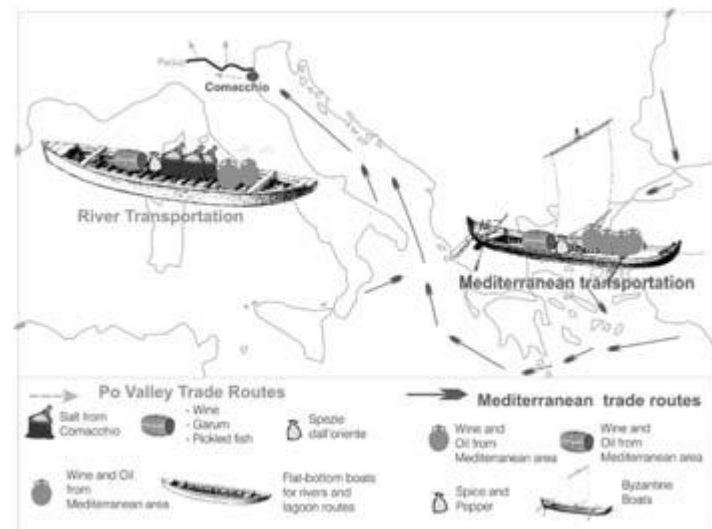 Comacchio
River Transportation
Mediterranean transportation
Po Valley Trade Routes
Salt from
Comacchio
- Wine
- Garum
- Pickled fish
Spezie
dall'oriente
Wine and Oil
from
Mediterranean area
Flat-bottom boats
for rivers and
lagoon routes
Mediterranean trade routes
Wine and
Oil from
Mediterranean area
Wine and
Oil from
Mediterranean area
Spice and
Pepper
Byzantine
Boats